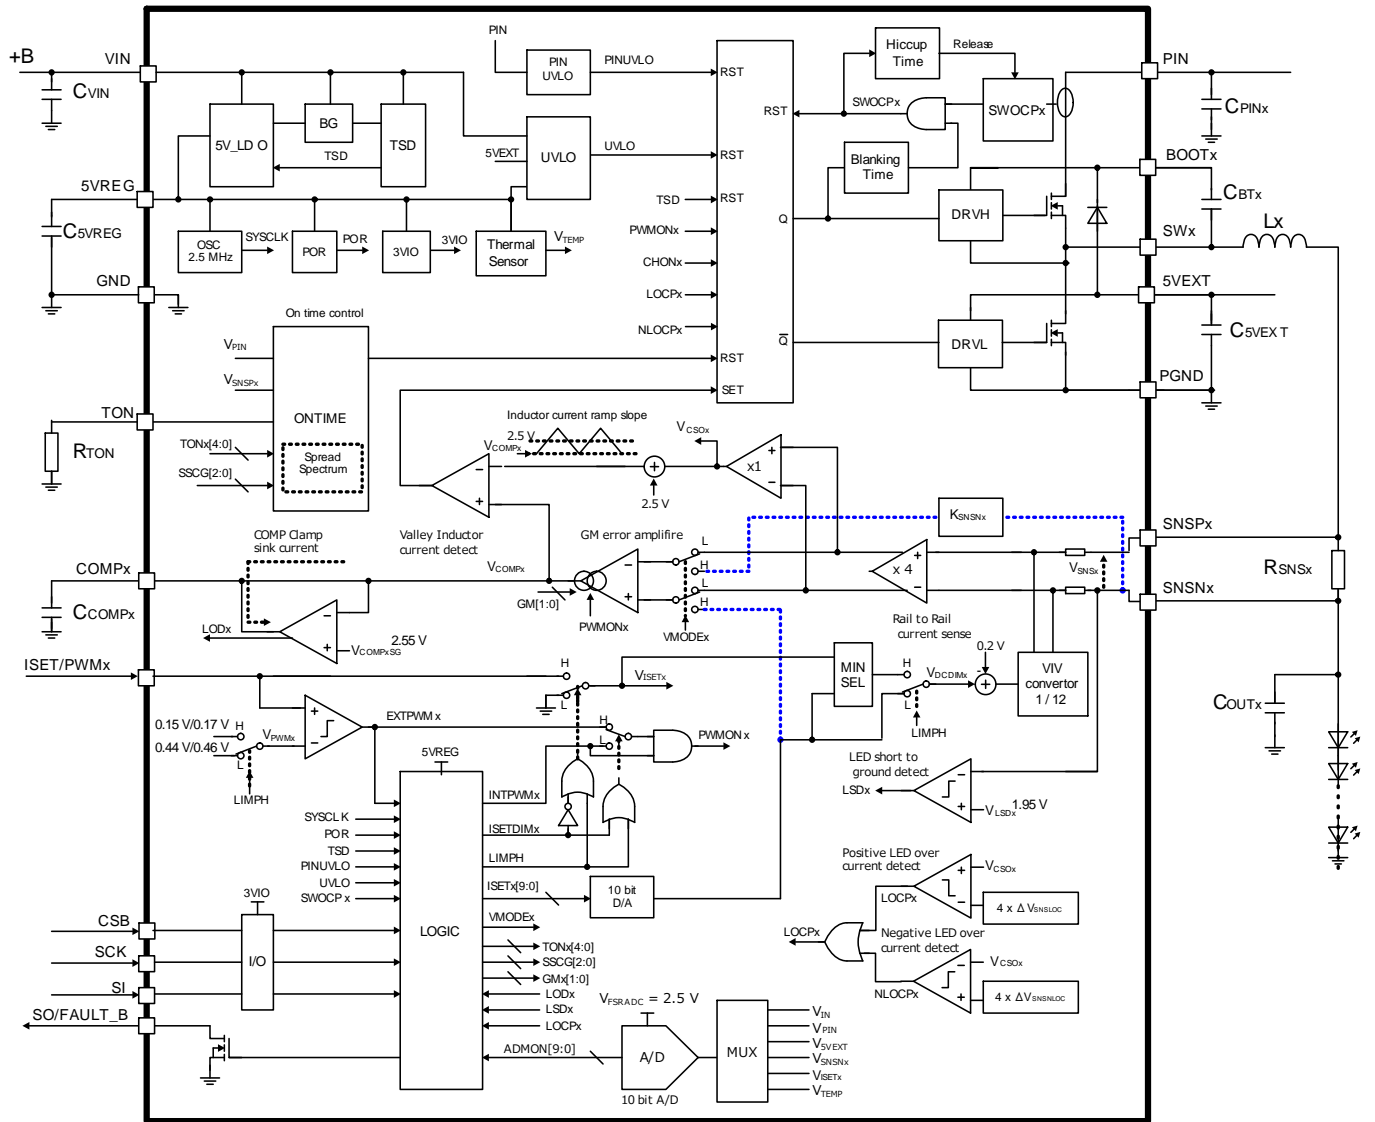 +B
VIN
CVIN
5VREG
C5VREG
GND
TON
RTON
COMPx
CCOMPx
ISET/PWMx
CSB
SCK
SI
SO/FAULT_B
PIN
PIN
UVLO
PINUVLO
5V_LD O
BG
TSD
TSD
5VEXT
UVLO
UVLO
OSC
2.5 MHz
SYSCLK
POR
POR
3VIO
3VIO
Thermal
Sensor
VTEMP
RST
RST
TSD
RST
PWMONx
CHONx
LOCPx
NLOCPx
RST
SET
RST
Q
Q
Hiccup
Time
Release
SWOCPx
SWOCPx
Blanking
Time
DRVH
DRVL
PIN
CPINx
BOOTx
CBTx
Lx
SWx
5VEXT
C5VEX T
PGND
On time control
VPIN
VSNSPx
ONTIME
TONx[4:0]
SSCG[2:0]
Spread
Spectrum
Inductor current ramp slope
2.5 V
VCOMPx
VCSOx
x1
2.5 V
−
+
+
−
Valley Inductor
current detect
GM error amplifire
COMP Clamp
sink current
VCOMPx
GM[1:0]
PWMONx
−
+
L
H
L
H
VMODEx
KSNSNx
x 4
+
−
VSNSx
SNSPx
RSNSx
SNSNx
Rail to Rail
current sense
LODx
−
+
2.55 V
VCOMPxSG
0.2 V
-
+
VDCDIMx
VIV
convertor
1 / 12
MIN
SEL
H
L
LIMPH
H
L
VISETx
0.15 V/0.17 V
0.44 V/0.46 V
H
L
VPWMx
LIMPH
+
−
EXTPWMx
H
L
PWMON x
5VREG
LOGIC
SYSCLK
POR
TSD
PINUVLO
UVLO
SWOCP x
INTPWMx
ISETDIMx
LIMPH
ISETx[9:0]
10 bit
D/A
VMODEx
TONx[4:0]
SSCG[2:0]
GMx[1:0]
LODx
LSDx
LOCPx
ADMON[9:0]
3VIO
I/O
VFSRADC = 2.5 V
A/D
10 bit A/D
MUX
VIN
VPIN
V5VEXT
VSNSNx
VISETx
VTEMP
LED short to
ground detect
LSDx
−
+
VLSDx
1.95 V
COUTx
Positive LED over
current detect
LOCPx
+
−
VCSOx
4 x Δ VSNSLOC
LOCPx
Negative LED over
current detect
NLOCPx
−
+
VCSOx
4 x ΔVSNSNLOC